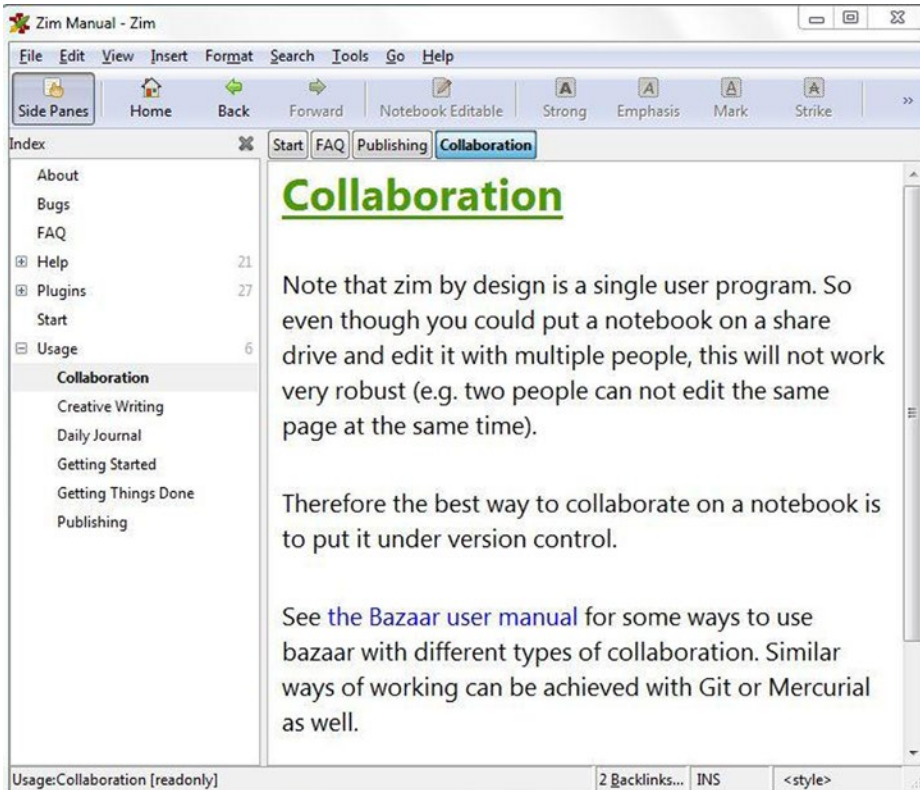 Zim Manual - Zim
File Edit View Insert Format Search Tools Go Help
Side Panes Home Back Forward Notebook Editable Strong Emphasis Mark Strike »
Index
Start FAQ Publishing Collaboration
About
Bugs
FAQ
Help 21
Plugins 27
Start
Usage 6
Collaboration
Creative Writing
Daily Journal
Getting Started
Getting Things Done
Publishing
Collaboration
Note that zim by design is a single user program. So
even though you could put a notebook on a share
drive and edit it with multiple people, this will not work
very robust (e.g. two people can not edit the same
page at the same time).
Therefore the best way to collaborate on a notebook is
to put it under version control.
See the Bazaar user manual for some ways to use
bazaar with different types of collaboration. Similar
ways of working can be achieved with Git or Mercurial
as well.
Usage:Collaboration [readonly] 2 Backlinks... INS <style>